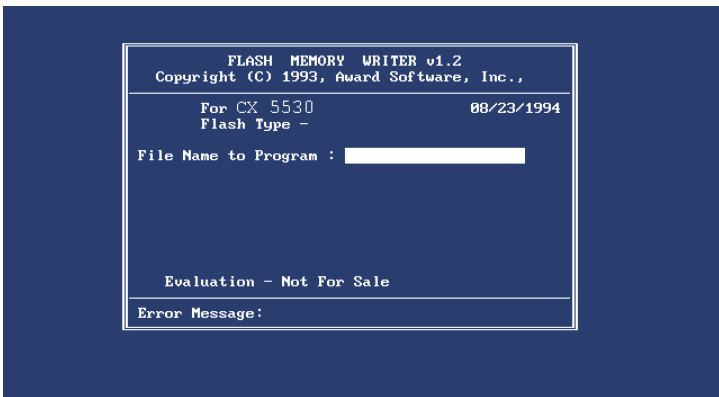 FLASH MEMORY WRITER v1.2
Copyright (C) 1993, Award Software, Inc.,
For CX 5530 08/23/1994
Flash Type -
File Name to Program :
Evaluation - Not For Sale
Error Message: